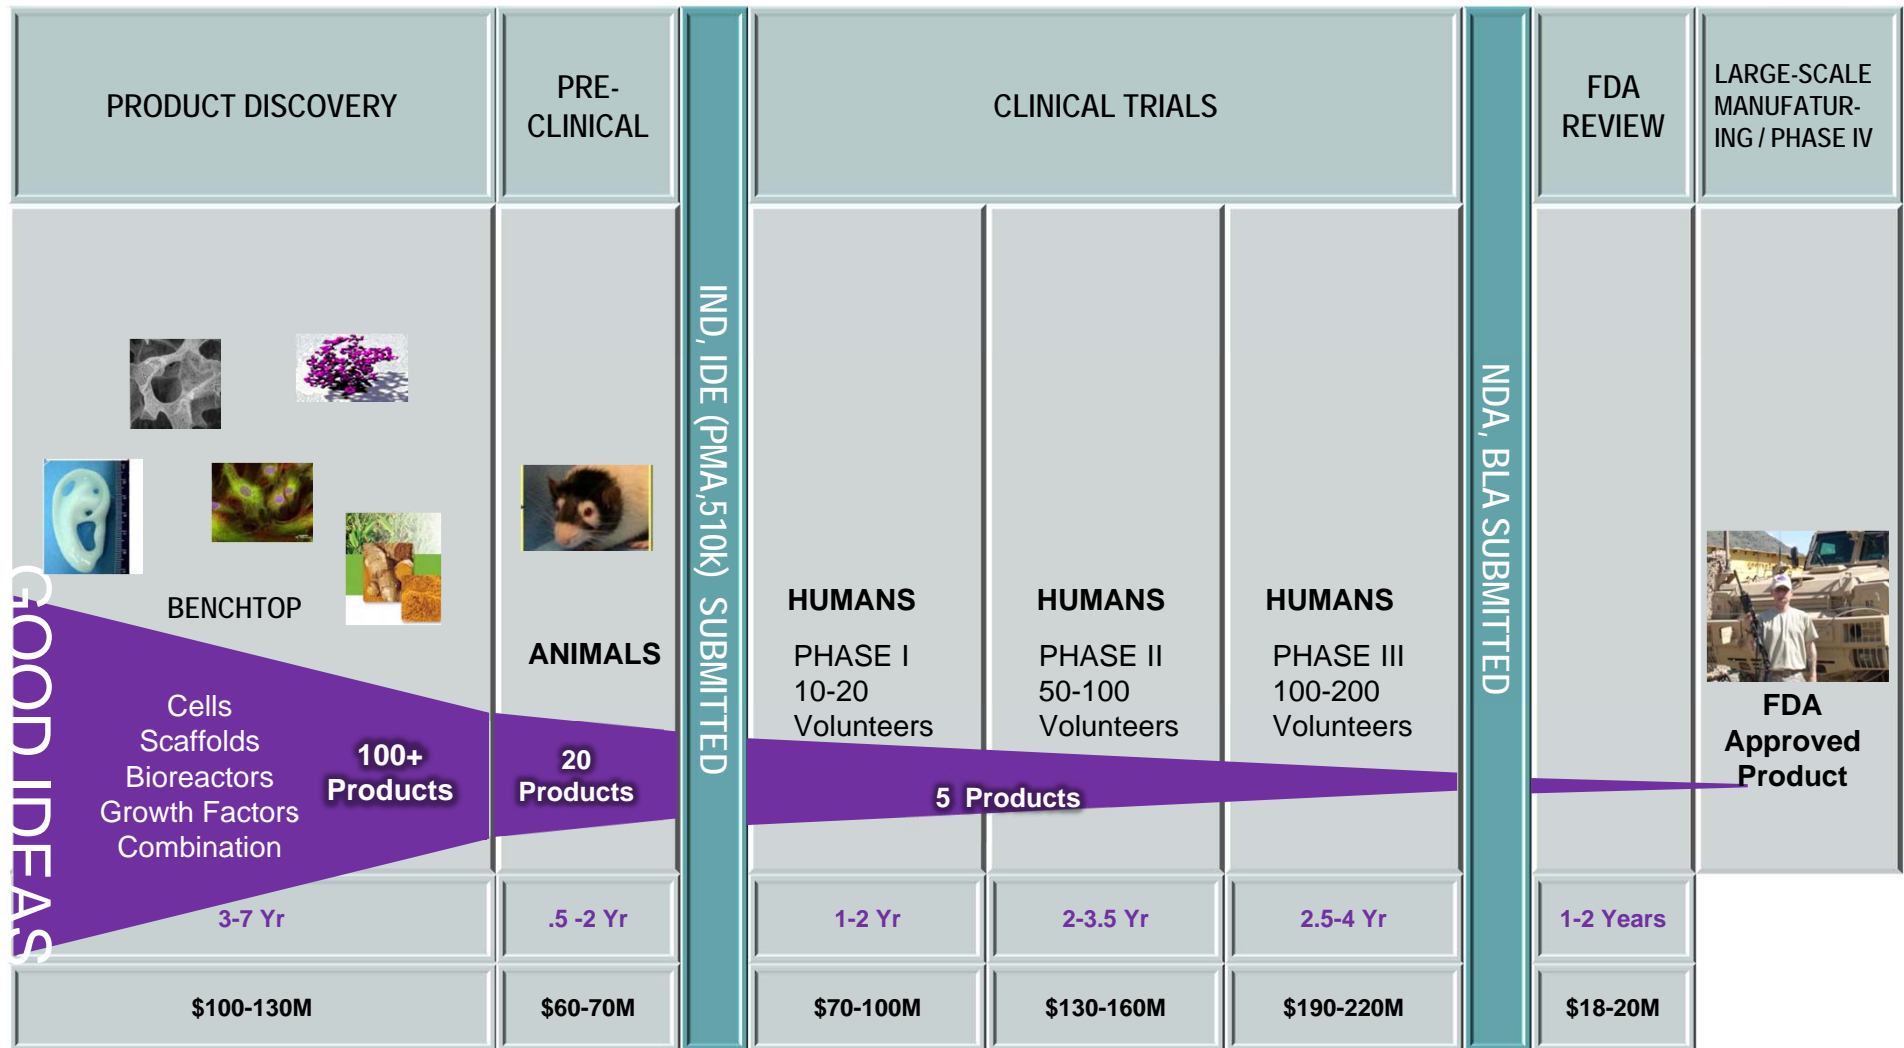 PRODUCT DISCOVERY
PRE-
CLINICAL
CLINICAL TRIALS
FDA
REVIEW
LARGE-SCALE
MANUFATUR-
ING / PHASE IV
GOOD IDEAS
BENCHTOP
Cells
Scaffolds
Bioreactors
Growth Factors
Combination
100+
Products
ANIMALS
20
Products
IND, IDE (PMA,510k) SUBMITTED
HUMANS
PHASE I
10-20
Volunteers
HUMANS
PHASE II
50-100
Volunteers
HUMANS
PHASE III
100-200
Volunteers
5 Products
NDA, BLA SUBMITTED
FDA
Approved
Product
3-7 Yr
.5 -2 Yr
1-2 Yr
2-3.5 Yr
2.5-4 Yr
1-2 Years
$100-130M
$60-70M
$70-100M
$130-160M
$190-220M
$18-20M